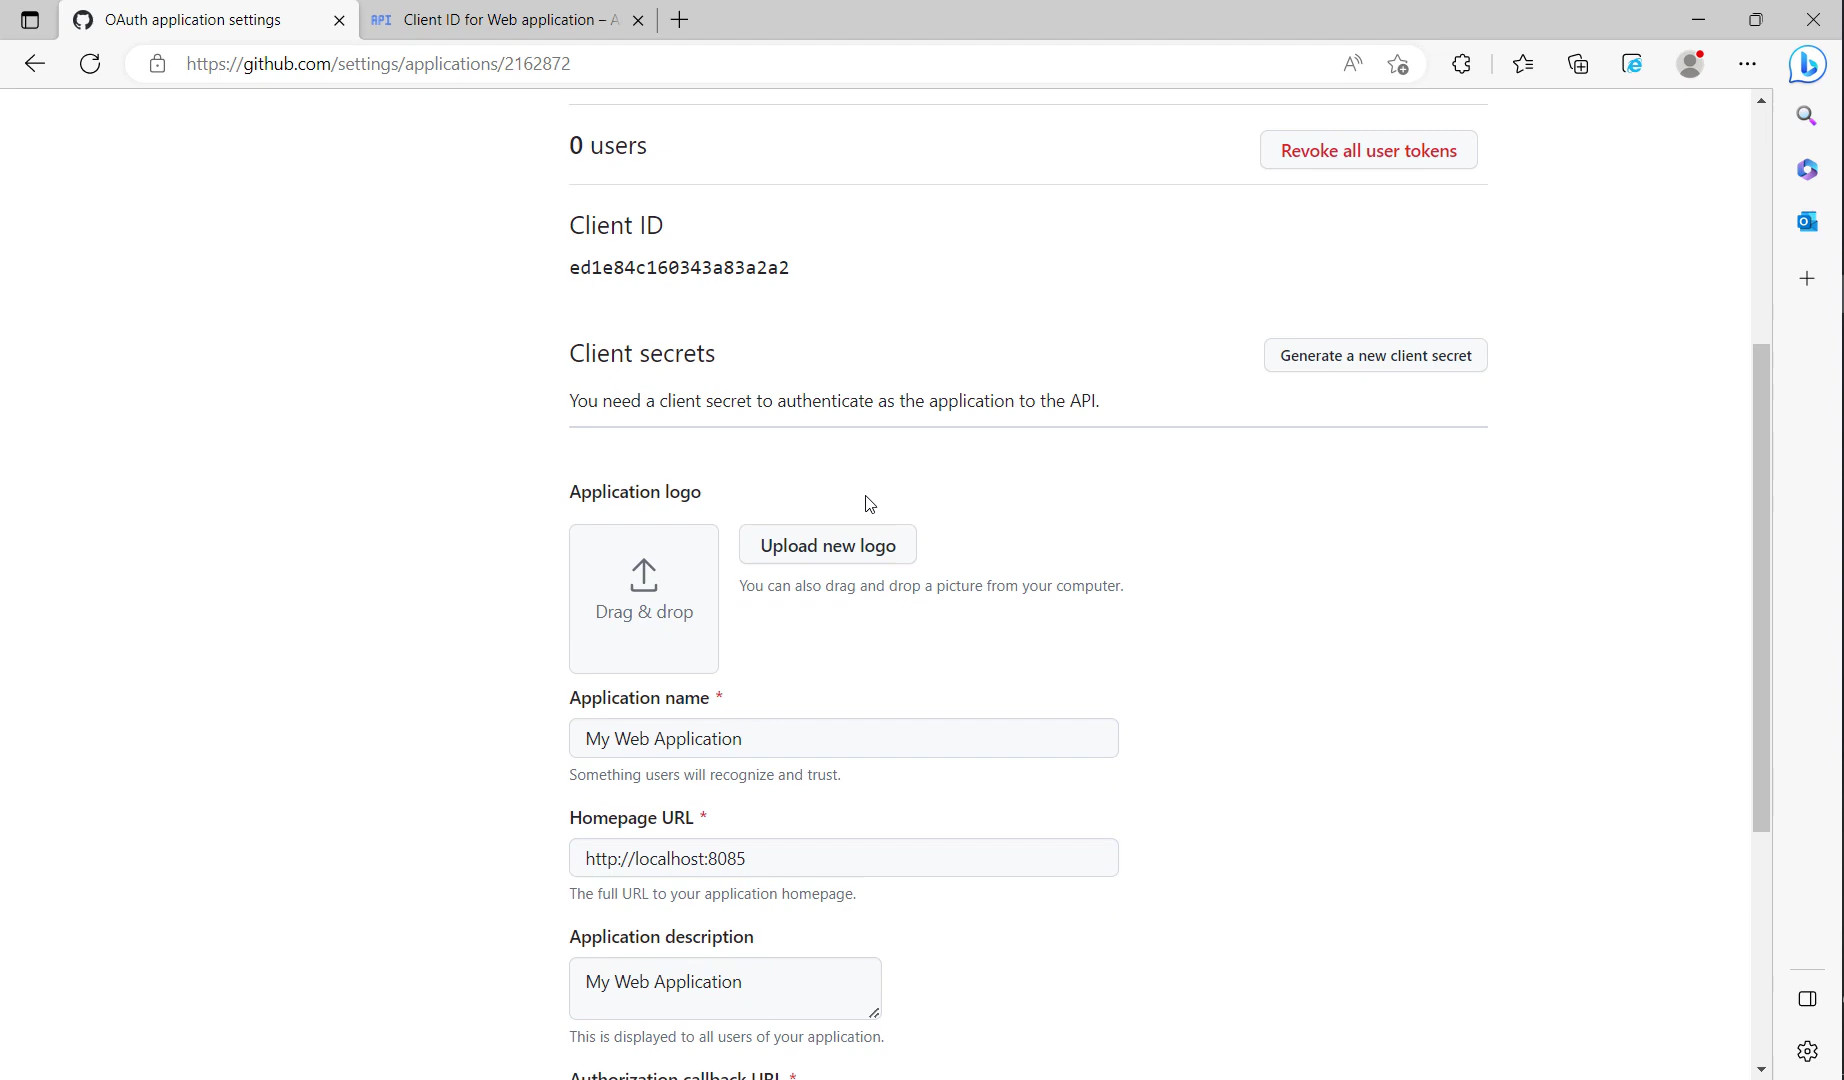 OAuth application settings
API Client ID for Web application – A
https://github.com/settings/applications/2162872
0 users
Revoke all user tokens
Client ID
ed1e84c160343a83a2a2
Client secrets
Generate a new client secret
You need a client secret to authenticate as the application to the API.
Application logo
Upload new logo
You can also drag and drop a picture from your computer.
Drag & drop
Application name *
My Web Application
Something users will recognize and trust.
Homepage URL *
http://localhost:8085
The full URL to your application homepage.
Application description
My Web Application
This is displayed to all users of your application.
Authorization callback URL *